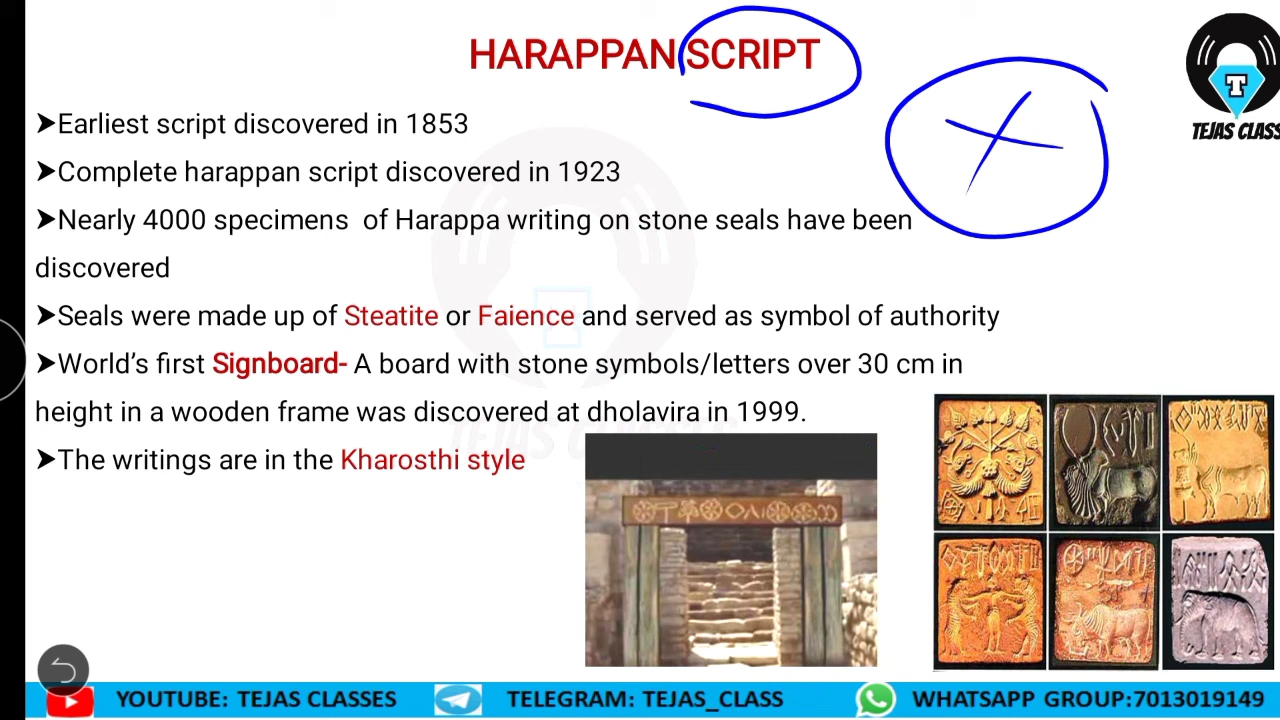 HARAPPAN SCRIPT
T
TEJAS CLASS
➤Earliest script discovered in 1853
➤Complete harappan script discovered in 1923
➤Nearly 4000 specimens of Harappa writing on stone seals have been
discovered
➤Seals were made up of Steatite or Faience and served as symbol of authority
➤World's first Signboard- A board with stone symbols/letters over 30 cm in
height in a wooden frame was discovered at dholavira in 1999.
➤The writings are in the Kharosthi style
YOUTUBE: TEJAS CLASSES TELEGRAM: TEJAS_CLASS WHATSAPP GROUP:7013019149